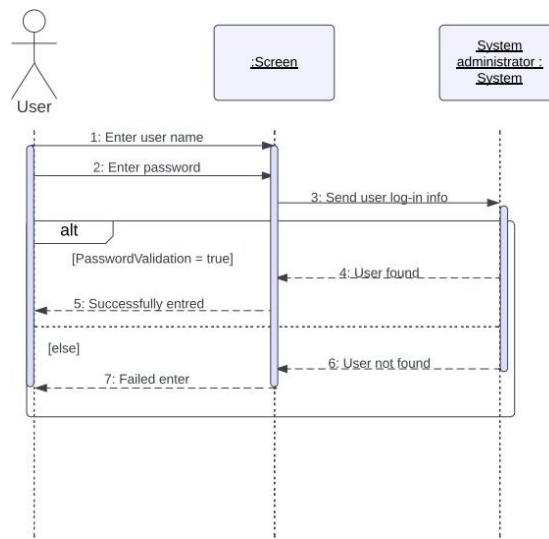 :Screen
System
administrator :
System
User
1: Enter user name
2: Enter password
3: Send user log-in info
alt
[PasswordValidation = true]
4: User found
5: Successfully entred
[else]
6: User not found
7: Failed enter